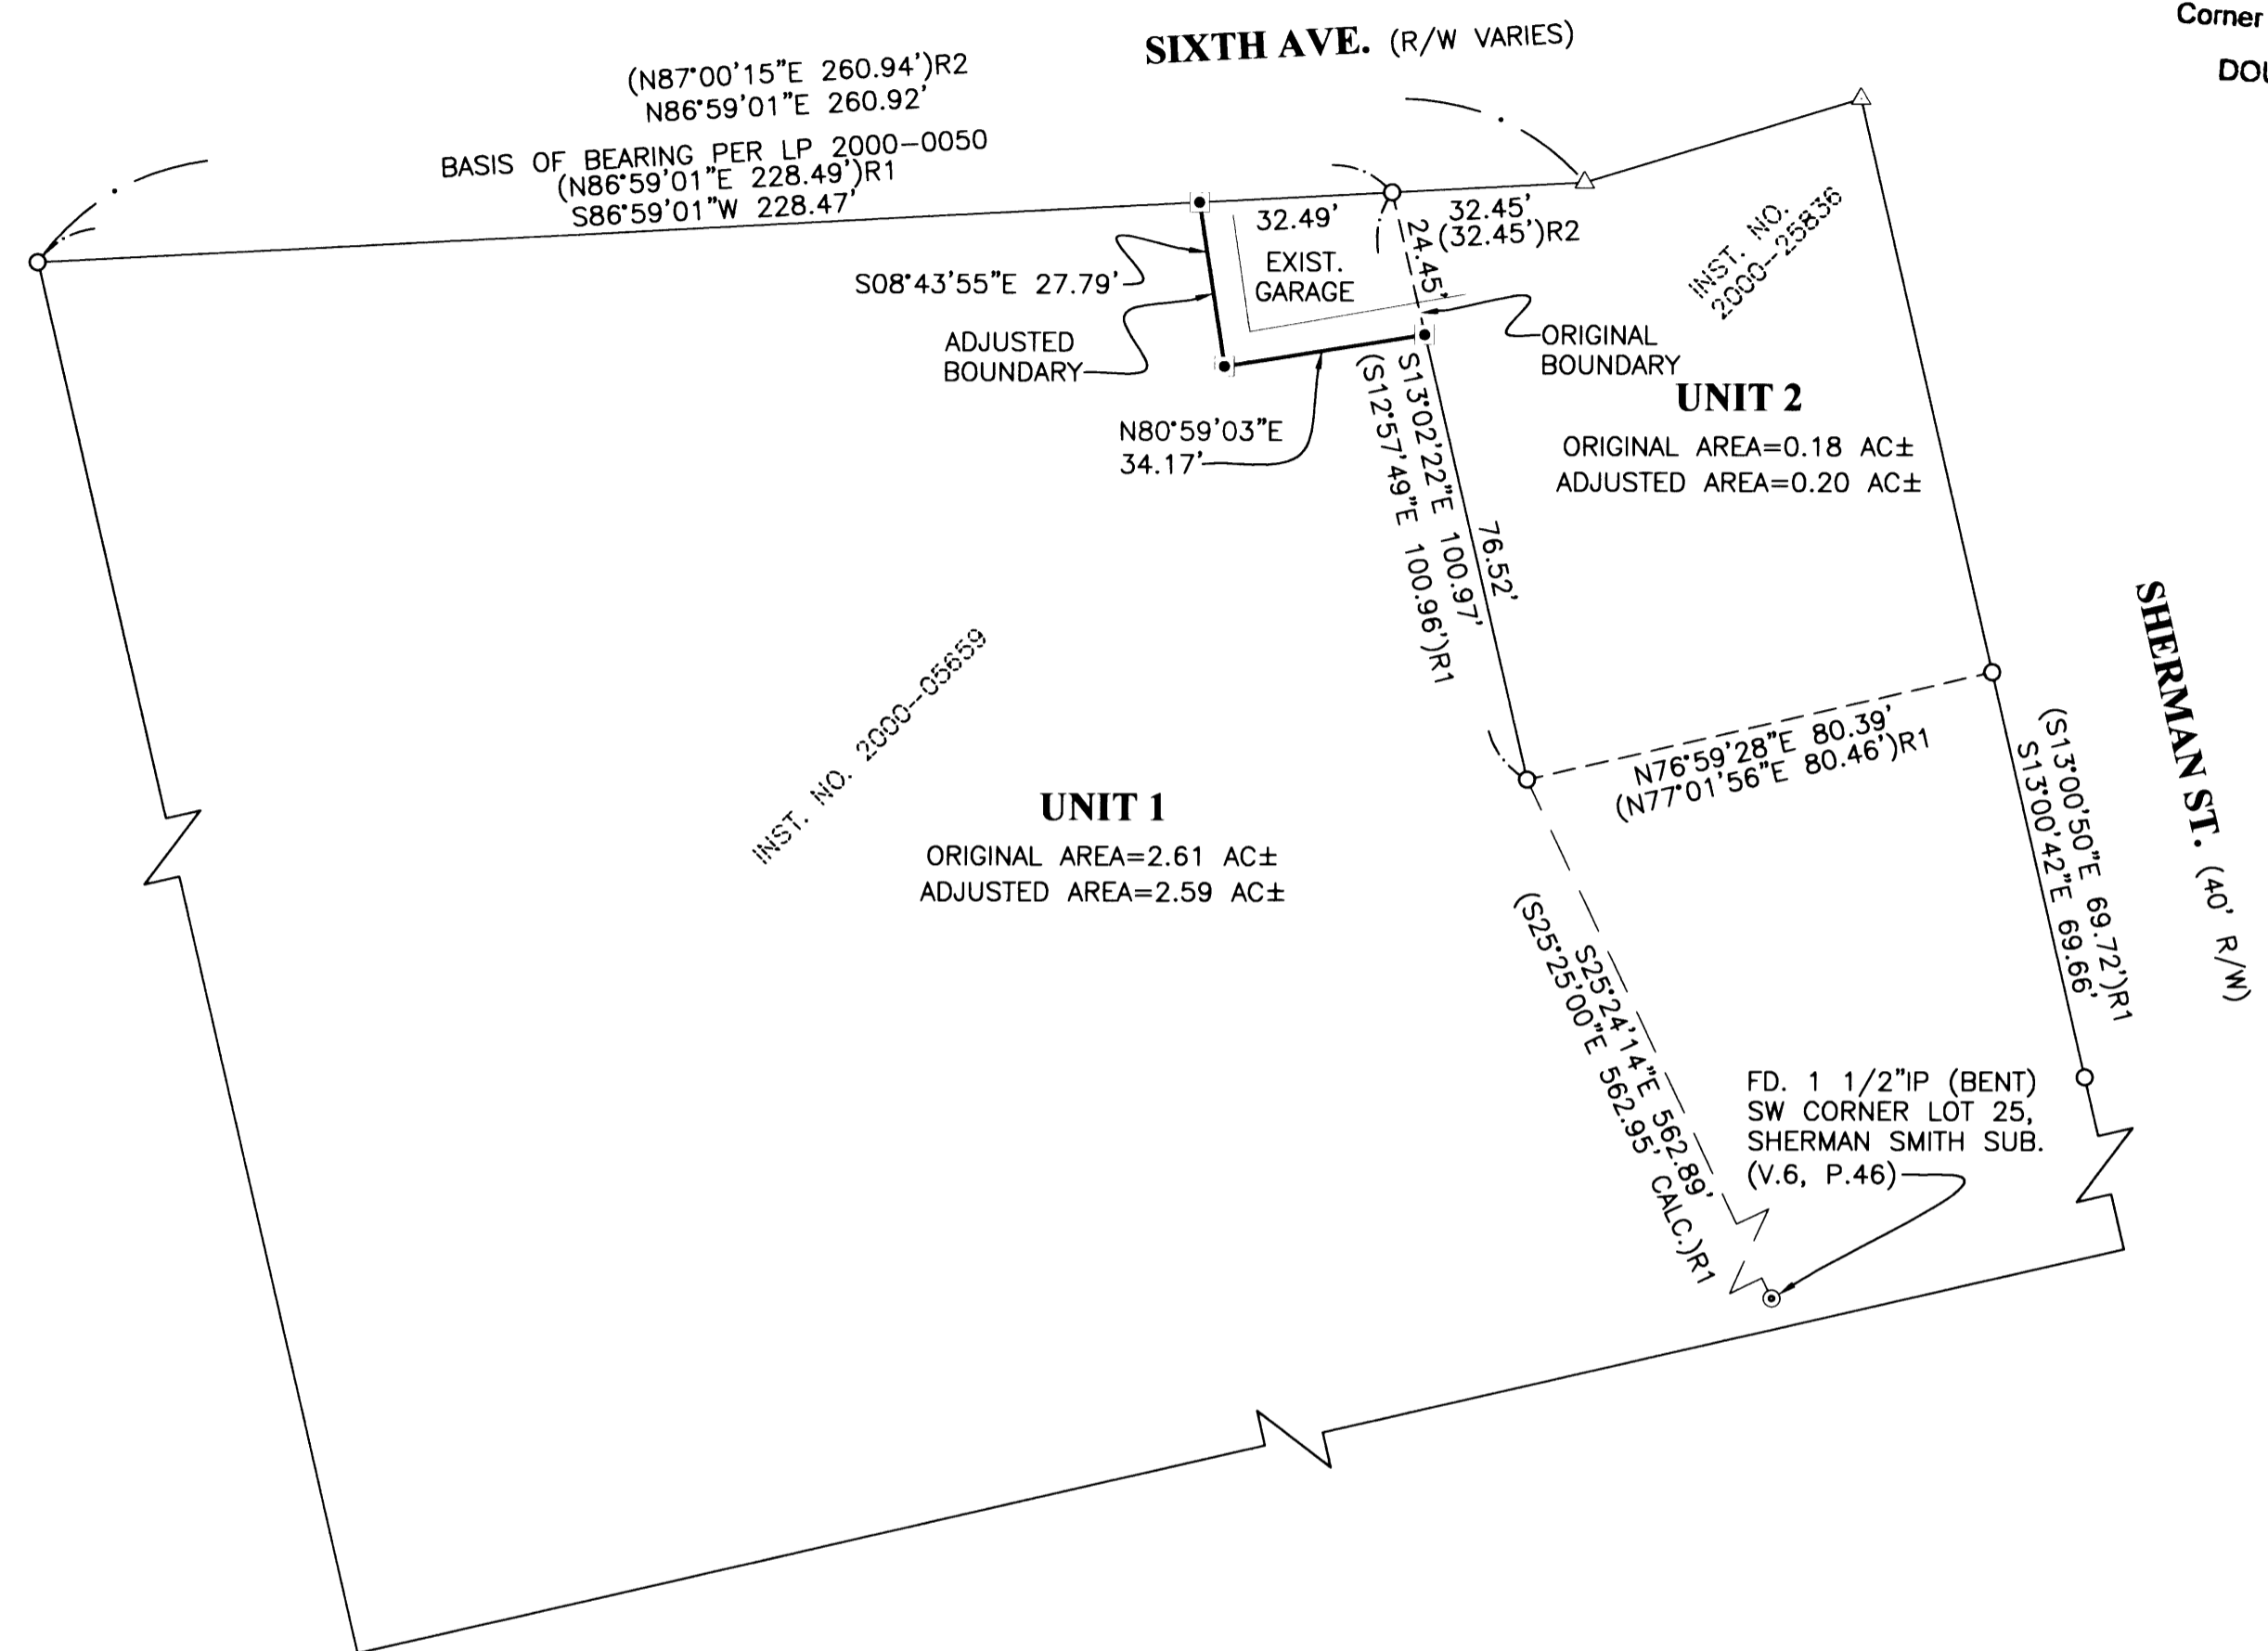 Corner
SIXTH AVE. (R/W VARIES)
(N87°00'15"E 260.94')R2
N86°59'01"E 260.92'
BASIS OF BEARING PER LP 2000-0050
(N86°59'01"E 228.49')R1
S86°59'01"W 228.47'
32.49'
32.45'
(32.45')R2
24.45'
EXIST.
GARAGE
S08°43'55"E 27.79'
ADJUSTED
BOUNDARY
ORIGINAL
BOUNDARY
INST. NO.
2000--25836
N80°59'03"E
34.17'
UNIT 2
ORIGINAL AREA=0.18 AC±
ADJUSTED AREA=0.20 AC±
S13°02'22"E 100.97'
(S12°57'49"E 100.96')R1
76.52'
SHERMAN ST. (40' R/W)
INST. NO. 2000--05659
N76°59'28"E 80.39'
(N77°01'56"E 80.46')R1
(S13°00'50"E 69.72')R1
S13°00'42"E 69.66'
UNIT 1
ORIGINAL AREA=2.61 AC±
ADJUSTED AREA=2.59 AC±
S25°24'14"E 562.89'
(S25°25'00"E 562.95' CALC.)R1
FD. 1 1/2"IP (BENT)
SW CORNER LOT 25,
SHERMAN SMITH SUB.
(V.6, P.46)